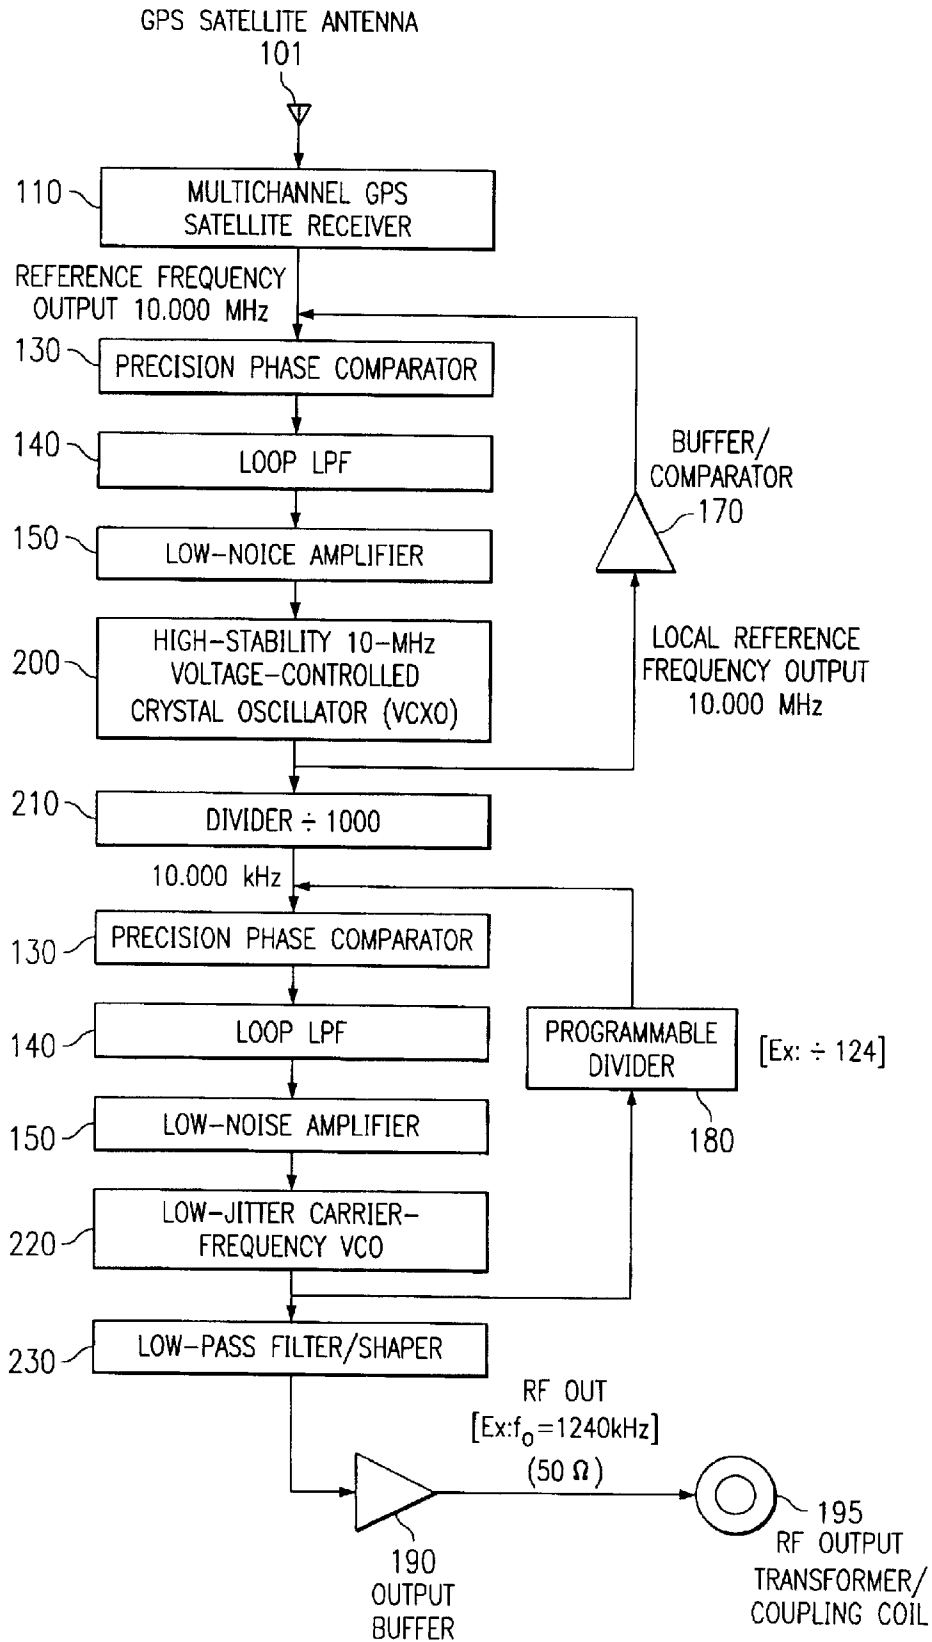 GPS SATELLITE ANTENNA
101
110
MULTICHANNEL GPS
SATELLITE RECEIVER
REFERENCE FREQUENCY
OUTPUT 10.000 MHz
130
PRECISION PHASE COMPARATOR
140
LOOP LPF
BUFFER/
COMPARATOR
170
150
LOW-NOICE AMPLIFIER
200
HIGH-STABILITY 10-MHz
VOLTAGE-CONTROLLED
CRYSTAL OSCILLATOR (VCXO)
LOCAL REFERENCE
FREQUENCY OUTPUT
10.000 MHz
210
DIVIDER ÷ 1000
10.000 kHz
130
PRECISION PHASE COMPARATOR
140
LOOP LPF
PROGRAMMABLE
DIVIDER
[Ex: ÷ 124]
180
150
LOW-NOISE AMPLIFIER
220
LOW-JITTER CARRIER-
FREQUENCY VCO
230
LOW-PASS FILTER/SHAPER
RF OUT
[Ex:fo=1240kHz]
(50 Ω)
190
OUTPUT
BUFFER
195
RF OUTPUT
TRANSFORMER/
COUPLING COIL